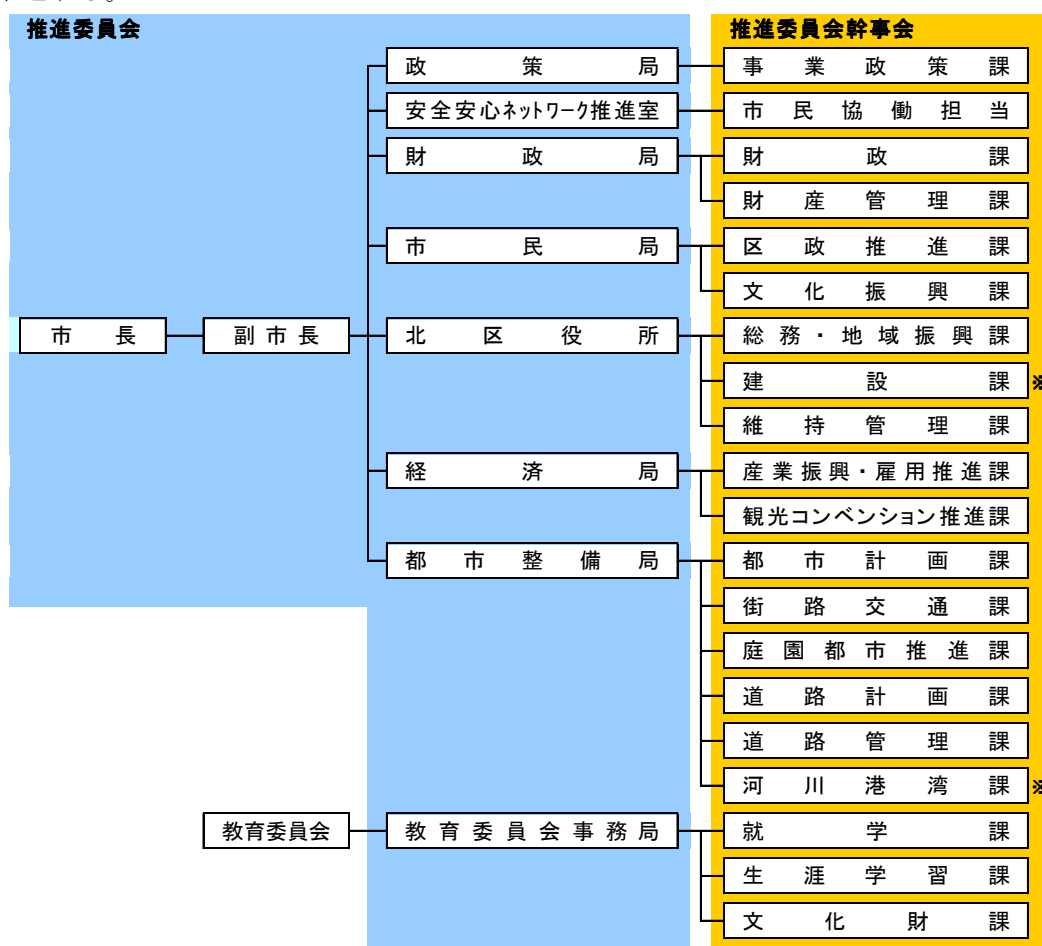 推進委員会 推進委員会幹事会
政策局 事業政策課
安全安心ネットワーク推進室 市民協働担当
財政局 財政課
財産管理課
市民局 区政推進課
文化振興課
市長 副市長 北区役所 総務・地域振興課
建設課 ※
維持管理課
経済局 産業振興・雇用推進課
観光コンベンション推進課
都市整備局 都市計画課
街路交通課
庭園都市推進課
道路計画課
道路管理課
河川港湾課 ※
教育委員会 教育委員会事務局 就学課
生涯学習課
文化財課